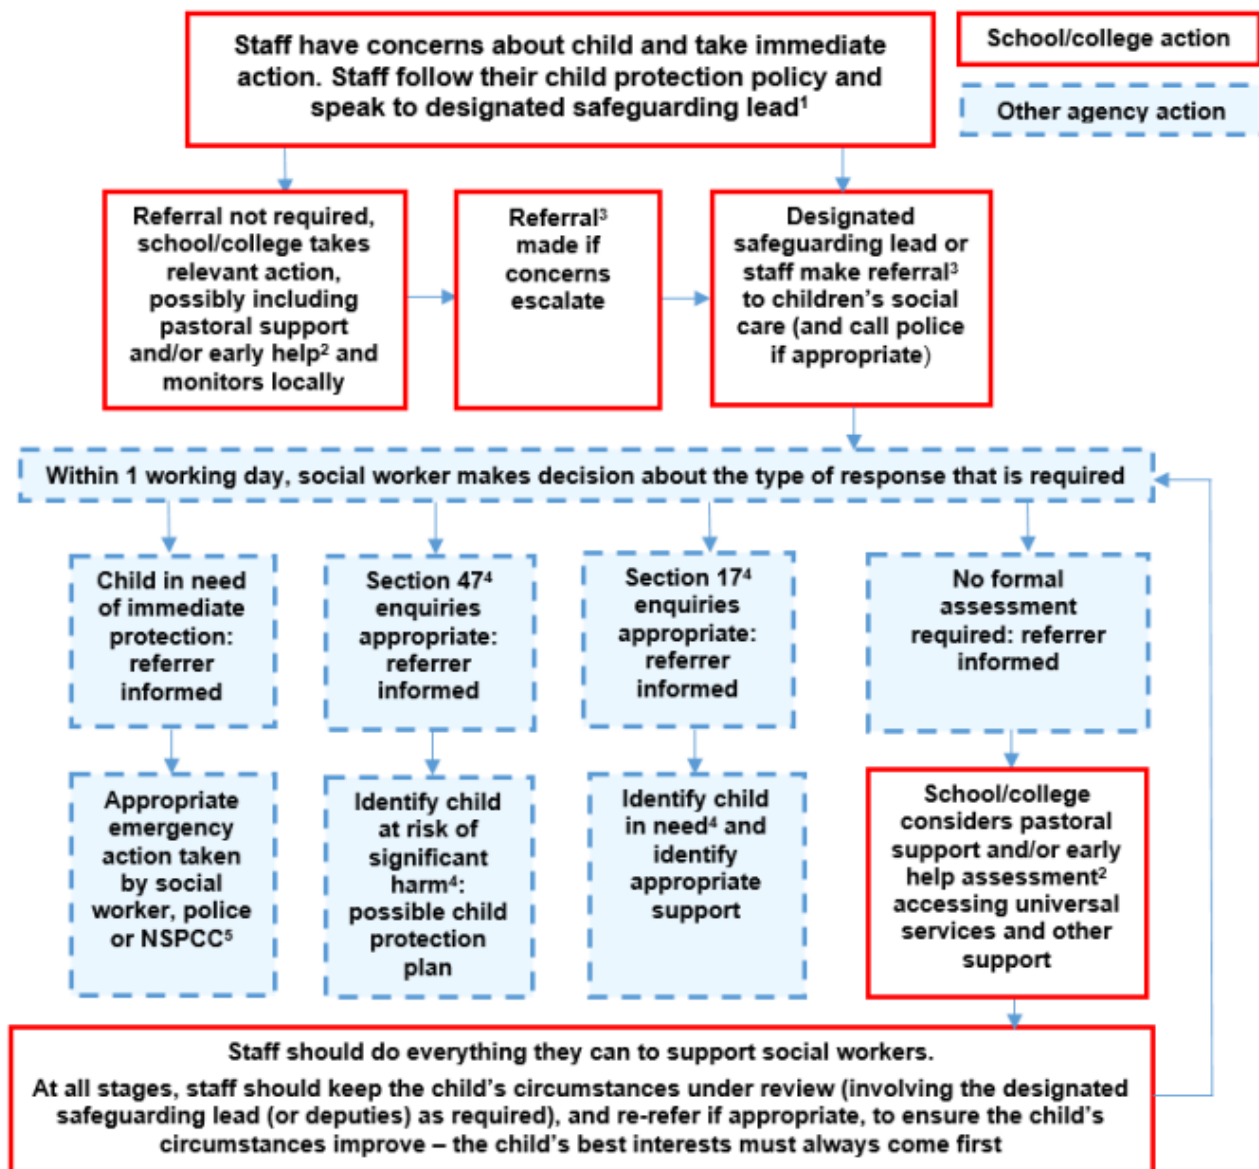 Staff have concerns about child and take immediate
action. Staff follow their child protection policy and
speak to designated safeguarding lead¹
School/college action
Other agency action
Referral not required,
school/college takes
relevant action,
possibly including
pastoral support
and/or early help² and
monitors locally
Referral³
made if
concerns
escalate
Designated
safeguarding lead or
staff make referral³
to children's social
care (and call police
if appropriate)
Within 1 working day, social worker makes decision about the type of response that is required
Child in need
of immediate
protection:
referrer
informed
Section 47⁴
enquiries
appropriate:
referrer
informed
Section 17⁴
enquiries
appropriate:
referrer
informed
No formal
assessment
required: referrer
informed
Appropriate
emergency
action taken
by social
worker, police
or NSPCC⁵
Identify child
at risk of
significant
harm⁴:
possible child
protection
plan
Identify child
in need⁴ and
identify
appropriate
support
School/college
considers pastoral
support and/or early
help assessment²
accessing universal
services and other
support
Staff should do everything they can to support social workers.
At all stages, staff should keep the child's circumstances under review (involving the designated
safeguarding lead (or deputies) as required), and re-refer if appropriate, to ensure the child's
circumstances improve – the child's best interests must always come first